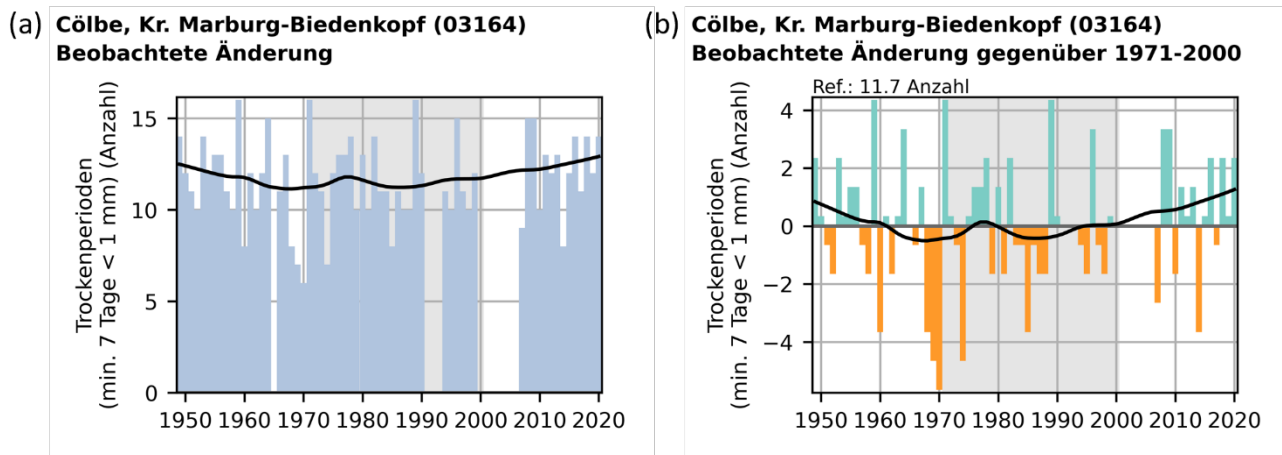 (a)
Cölbe, Kr. Marburg-Biedenkopf (03164)
Beobachtete Änderung
Trockenperioden
(min. 7 Tage < 1 mm) (Anzahl)
15
10
5
0
1950 1960 1970 1980 1990 2000 2010 2020
(b)
Cölbe, Kr. Marburg-Biedenkopf (03164)
Beobachtete Änderung gegenüber 1971-2000
Ref.: 11.7 Anzahl
Trockenperioden
(min. 7 Tage < 1 mm) (Anzahl)
4
2
0
−2
−4
1950 1960 1970 1980 1990 2000 2010 2020